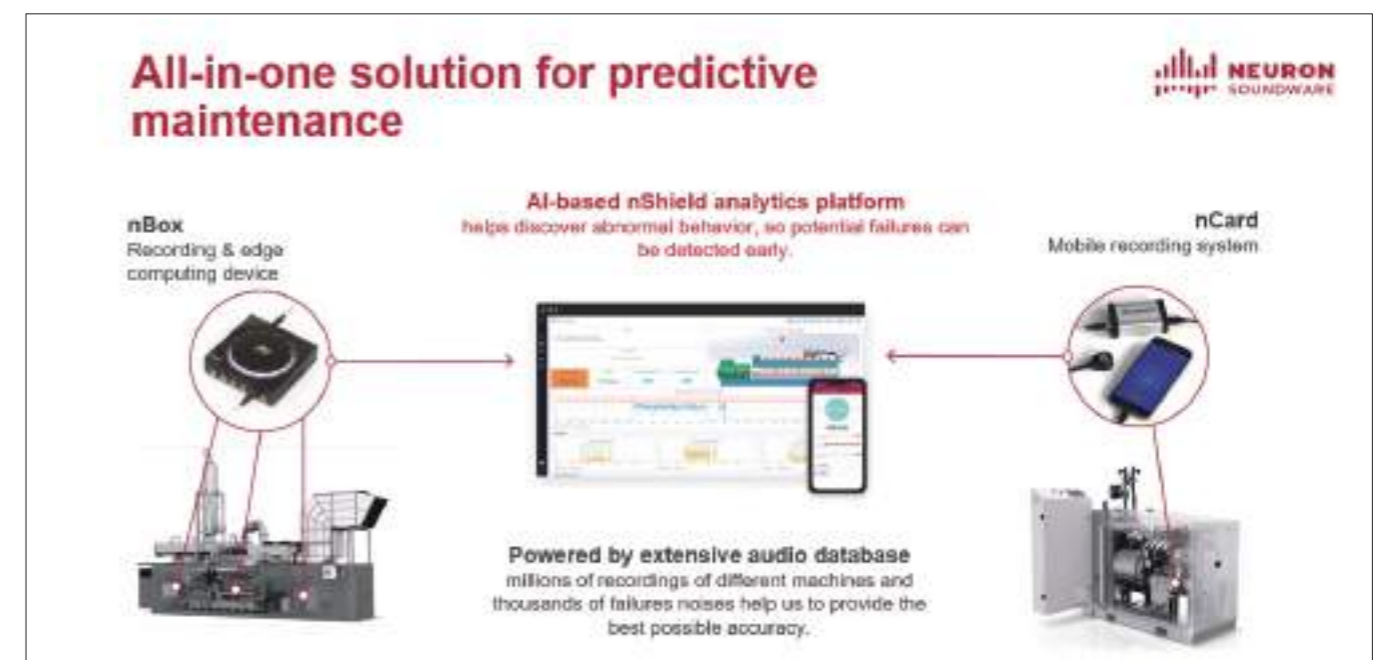 All-in-one solution for predictive
maintenance
NEURON
SOUNDWARE
AI-based nShield analytics platform
helps discover abnormal behavior, so potential failures can
be detected early.
nBox
Recording & edge
computing device
nCard
Mobile recording system
Powered by extensive audio database
millions of recordings of different machines and
thousands of failures noises help us to provide the
best possible accuracy.